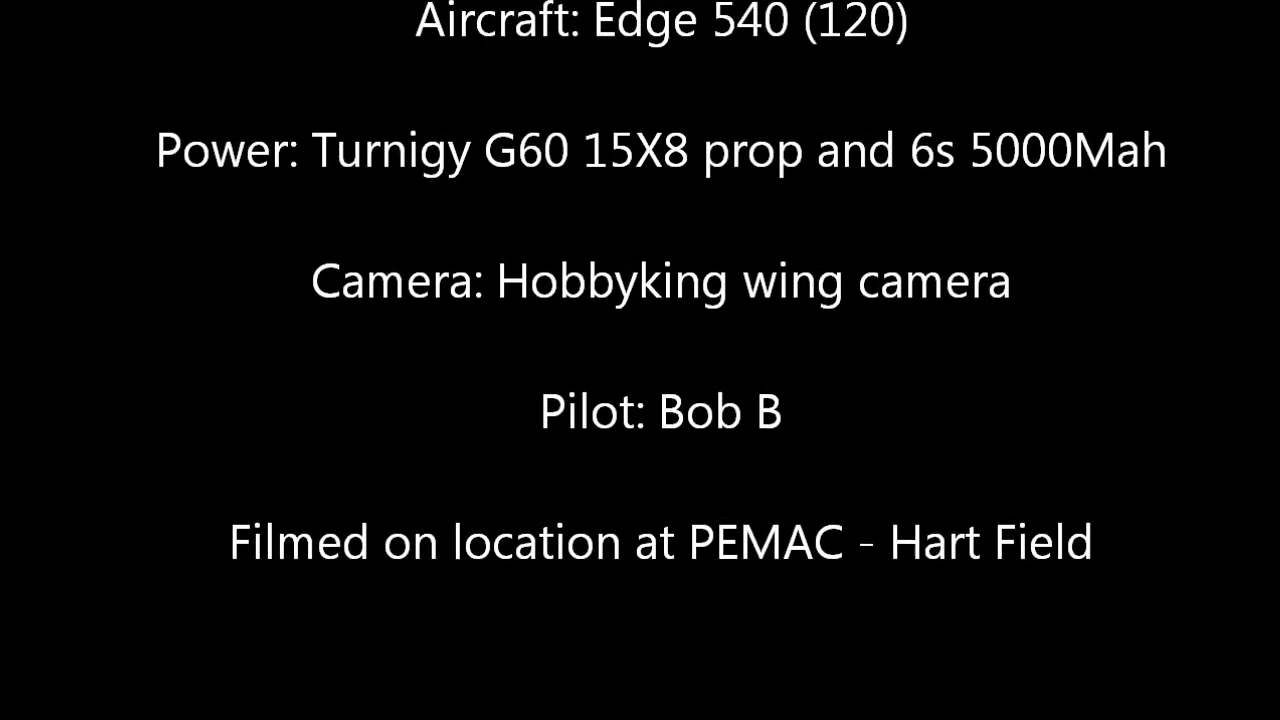 Aircraft: Edge 540 (120)
Power: Turnigy G60 15X8 prop and 6s 5000Mah
Camera: Hobbyking wing camera
Pilot: Bob B
Filmed on location at PEMAC - Hart Field